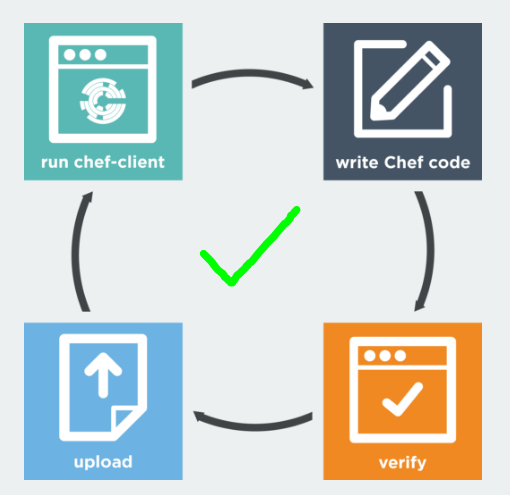 run chef-client
write Chef code
upload
verify